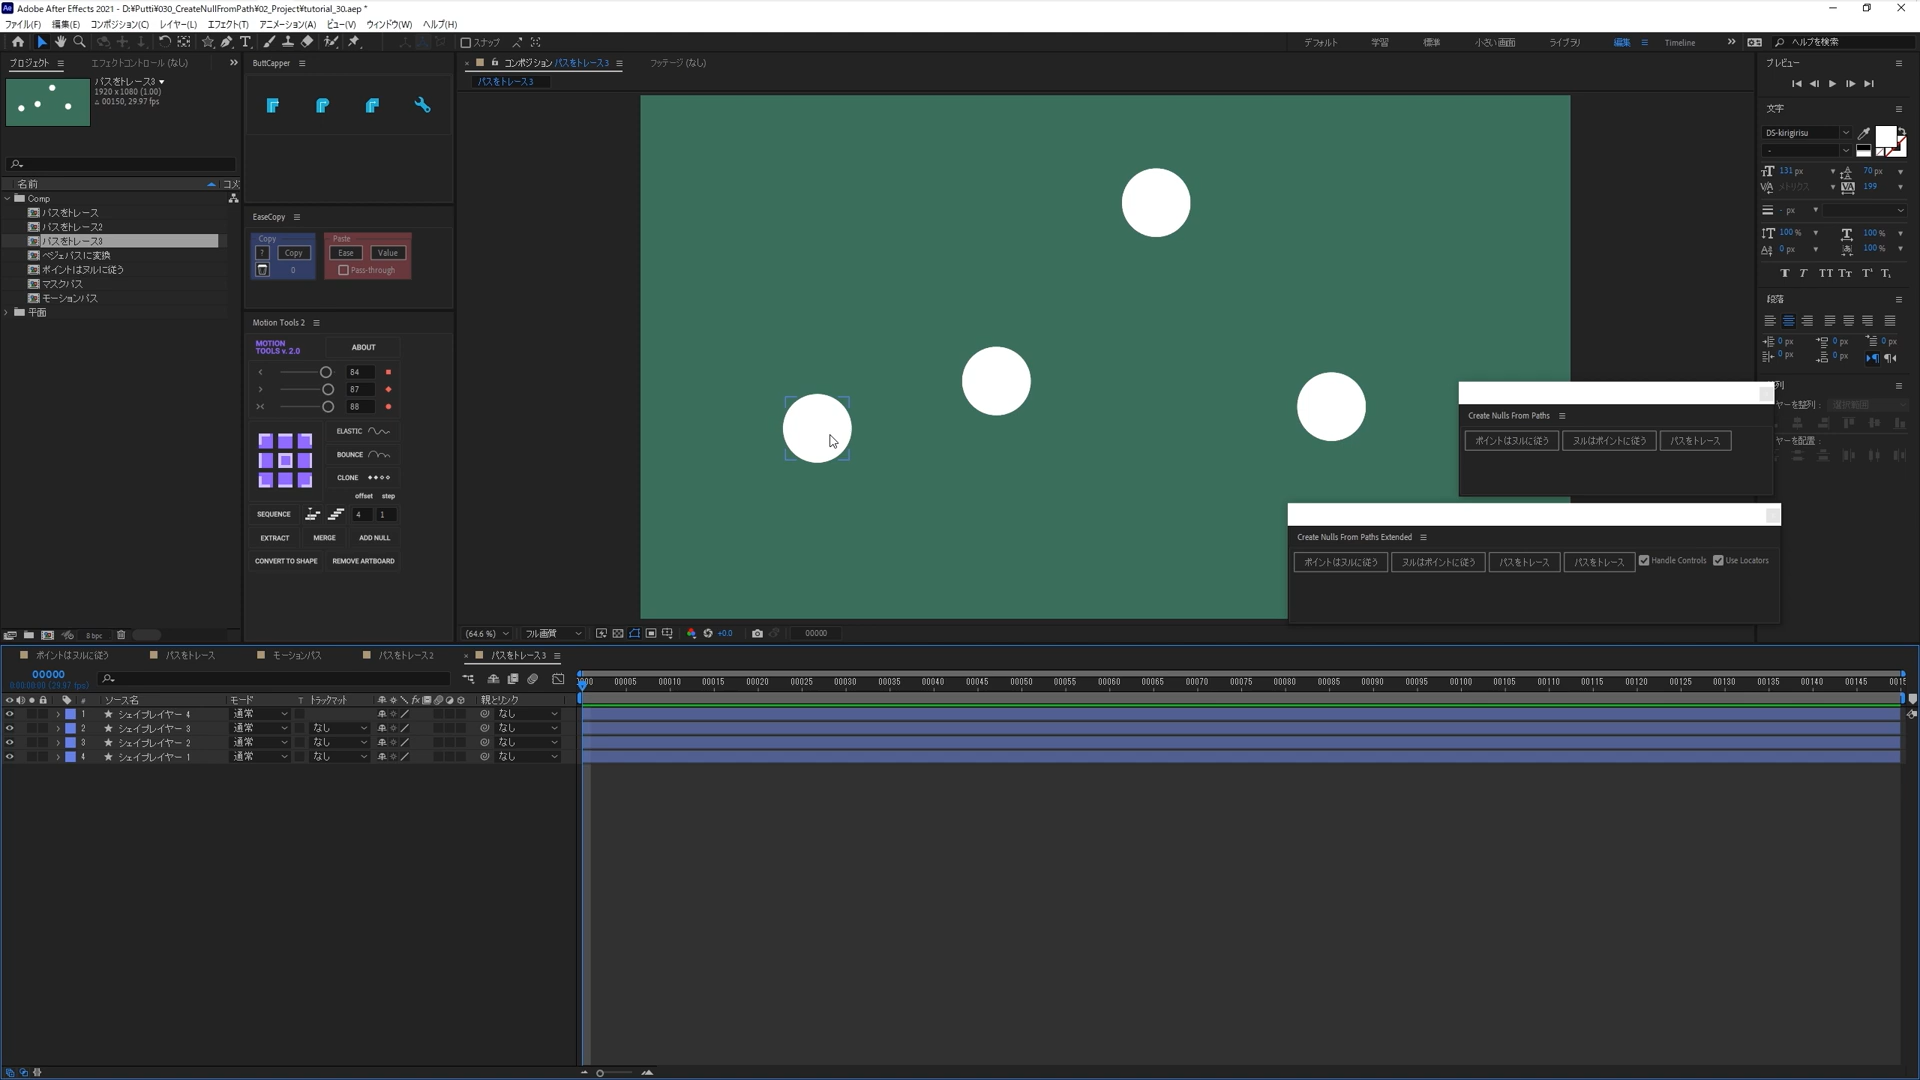 Adobe After Effects 2021 - D:¥Putti¥030_CreateNullFromPath¥02_Project¥tutorial_30.aep *
ファイル(F) 編集(E) コンポジション(C) レイヤー(L) エフェクト(T) アニメーション(A) ビュー(V) ウィンドウ(W) ヘルプ(H)
スナップ
デフォルト 学習 標準 小さい画面 ライブラリ 編集 Timeline ヘルプを検索
プロジェクト エフェクトコントロール (なし)
パスをトレース3
1920 x 1080 (1.00)
Δ 00150, 29.97 fps
名前 コメ
Comp
パスをトレース
パスをトレース2
パスをトレース3
ベジェパスに変換
ポイントはヌルに従う
マスクパス
モーションパス
平面
8 bpc
ButtCapper
EaseCopy
Copy Paste
? Copy Ease Value
0 Pass-through
Motion Tools 2
MOTION
TOOLS v. 2.0
ABOUT
84
87
88
ELASTIC
BOUNCE
CLONE
offset step
SEQUENCE 4 1
EXTRACT MERGE ADD NULL
CONVERT TO SHAPE REMOVE ARTBOARD
コンポジション パスをトレース3 フッテージ (なし)
パスをトレース3
(64.6 %) フル画質 +0.0 00000
Create Nulls From Paths
ポイントはヌルに従う ヌルはポイントに従う パスをトレース
Create Nulls From Paths Extended
ポイントはヌルに従う ヌルはポイントに従う パスをトレース パスをトレース Handle Controls Use Locators
プレビュー
文字
DS-kirigirisu
-
131 px 70 px
メトリクス 199
- px
100 % 100 %
0 px 100 %
T T TT Tт T¹ T₁
段落
0 px 0 px 0 px
0 px 0 px
列
ヤーを整列： 選択範囲
ヤーを配置：
ポイントはヌルに従う パスをトレース モーションパス パスをトレース2 パスをトレース3
00000
0:00:00:00 (29.97 fps)
# ソース名 モード T トラックマット fx 親とリンク
1 シェイプレイヤー 4 通常 なし
2 シェイプレイヤー 3 通常 なし なし
3 シェイプレイヤー 2 通常 なし なし
4 シェイプレイヤー 1 通常 なし なし
00005 00010 00015 00020 00025 00030 00035 00040 00045 00050 00055 00060 00065 00070 00075 00080 00085 00090 00095 00100 00105 00110 00115 00120 00125 00130 00135 00140 00145